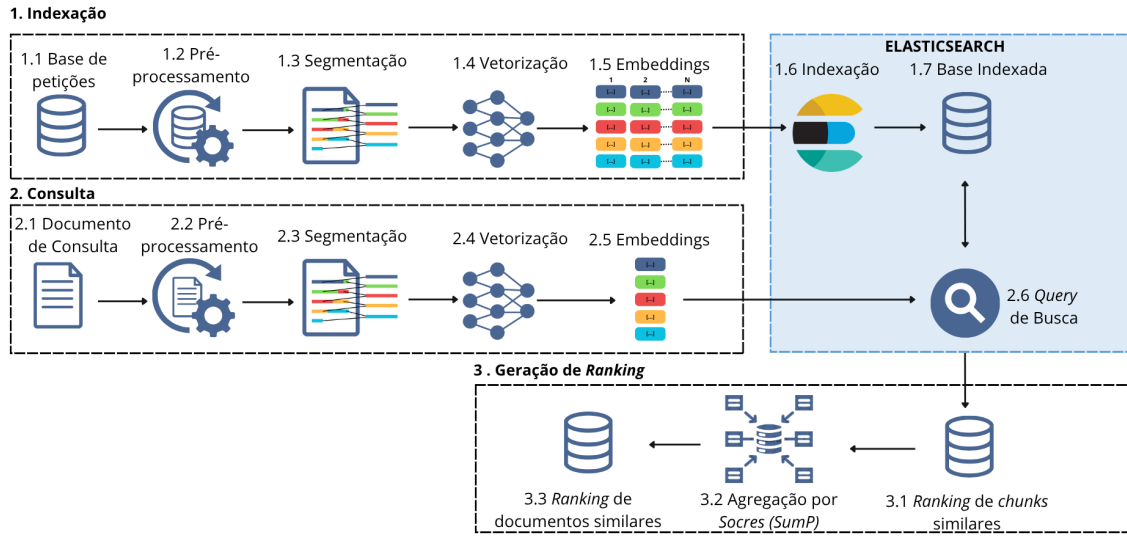 1. Indexação
1.1 Base de
petições
1.2 Pré-
processamento
1.3 Segmentação
1.4 Vetorização
1.5 Embeddings
1 2 N
[...] [...] [...]
[...] [...] [...]
[...] [...] [...]
[...] [...] [...]
[...] [...] [...]
ELASTICSEARCH
1.6 Indexação
1.7 Base Indexada
2. Consulta
2.1 Documento
de Consulta
2.2 Pré-
processamento
2.3 Segmentação
2.4 Vetorização
2.5 Embeddings
[...]
[...]
[...]
[...]
[...]
2.6 Query
de Busca
3 . Geração de Ranking
3.3 Ranking de
documentos similares
3.2 Agregação por
Socres (SumP)
3.1 Ranking de chunks
similares